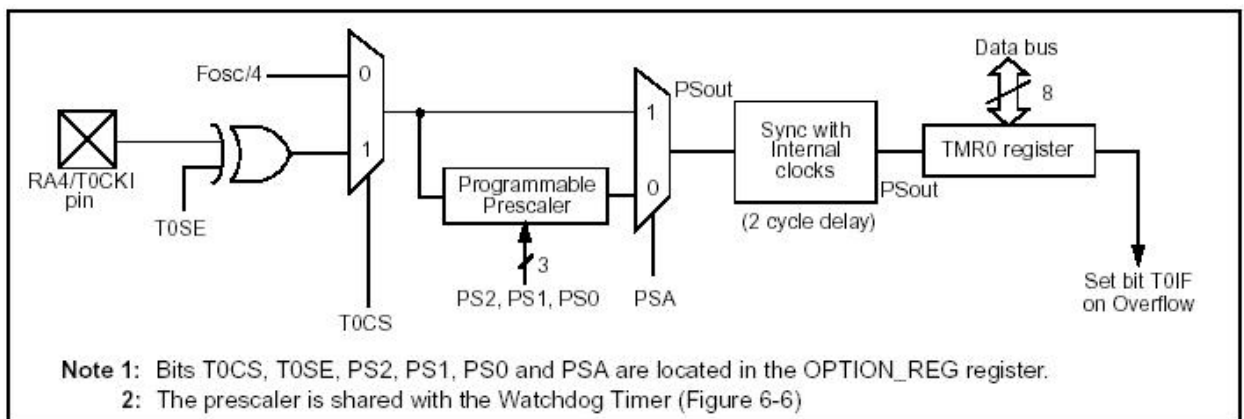 Data bus
Fosc/4
0
PSout
8
1
Sync with
Internal
clocks
TMR0 register
1
RA4/T0CKI
pin
Programmable
Prescaler
0
PSout
T0SE
(2 cycle delay)
3
PS2, PS1, PS0
PSA
Set bit T0IF
on Overflow
T0CS
Note 1: Bits T0CS, T0SE, PS2, PS1, PS0 and PSA are located in the OPTION_REG register.
2: The prescaler is shared with the Watchdog Timer (Figure 6-6)